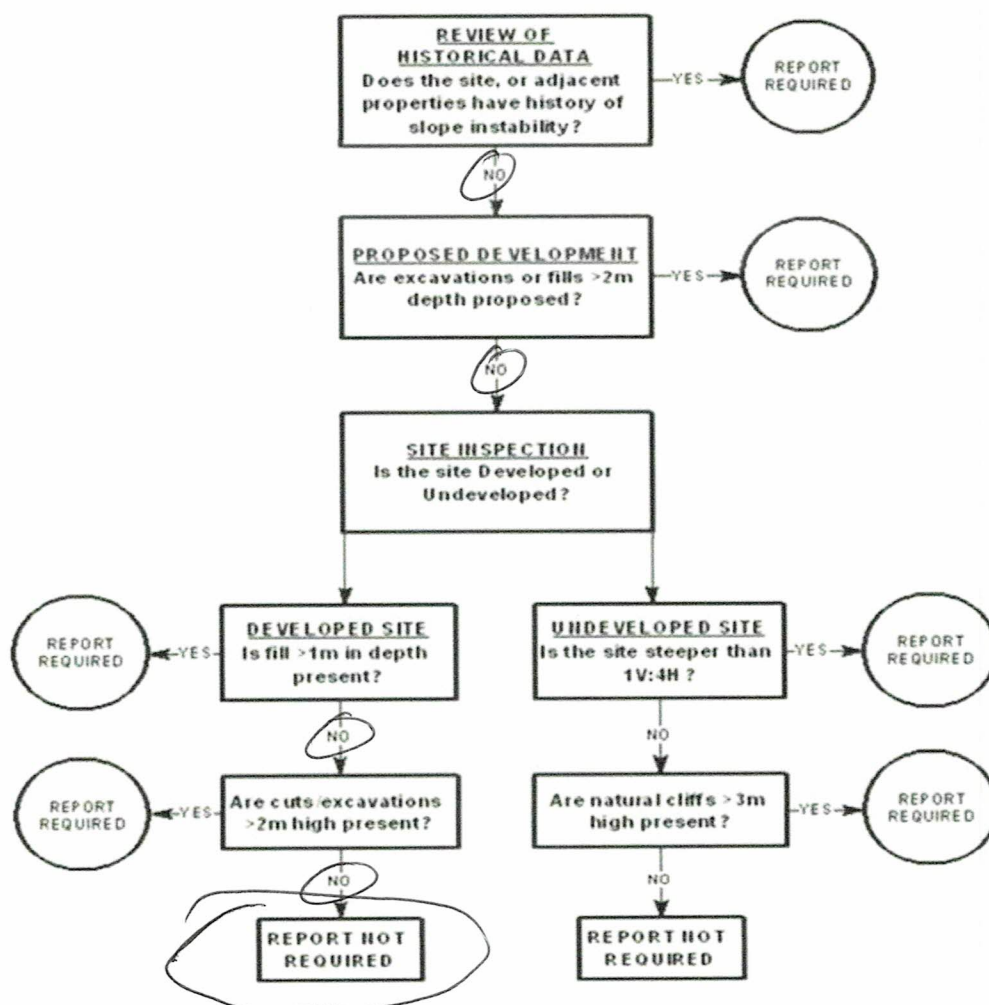 REVIEW OF
HISTORICAL DATA
Does the site, or adjacent
properties have history of
slope instability?
YES
REPORT
REQUIRED
NO
PROPOSED DEVELOPMENT
Are excavations or fills >2m
depth proposed?
YES
REPORT
REQUIRED
NO
SITE INSPECTION
Is the site Developed or
Undeveloped?
REPORT
REQUIRED
YES
DEVELOPED SITE
Is fill >1m in depth
present?
UNDEVELOPED SITE
Is the site steeper than
1V:4H ?
YES
REPORT
REQUIRED
NO
NO
REPORT
REQUIRED
YES
Are cuts/excavations
>2m high present?
Are natural cliffs >3m
high present?
YES
REPORT
REQUIRED
NO
NO
REPORT NOT
REQUIRED
REPORT NOT
REQUIRED